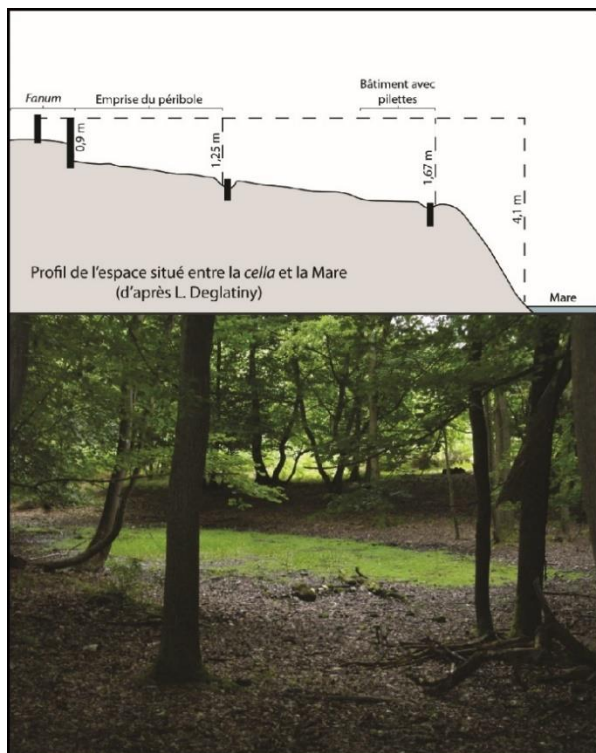 Fanum
Emprise du péribole
Bâtiment avec
pilettes
0,9 m
1,25 m
1,67 m
4,1 m
Profil de l'espace situé entre la cella et la Mare
(d'après L. Deglatiny)
Mare